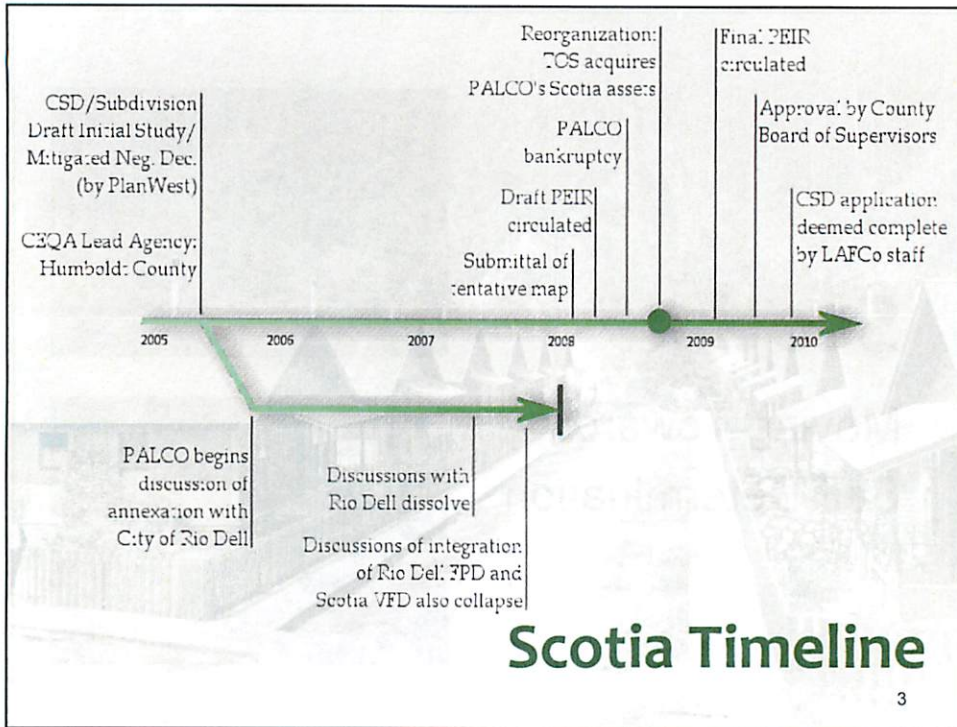 Reorganization:
TOS acquires
PALCO's Scotia assets
Final PEIR
circulated
CSD/Subdivision
Draft Initial Study/
Mitigated Neg. Dec.
(by PlanWest)
PALCO
bankruptcy
Approval by County
Board of Supervisors
Draft PEIR
circulated
CSD application
deemed complete
by LAFCo staff
CEQA Lead Agency:
Humboldt County
Submittal of
tentative map
2005
2006
2007
2008
2009
2010
PALCO begins
discussion of
annexation with
City of Rio Dell
Discussions with
Rio Dell dissolve
Discussions of integration
of Rio Dell FPD and
Scotia VFD also collapse
Scotia Timeline
3